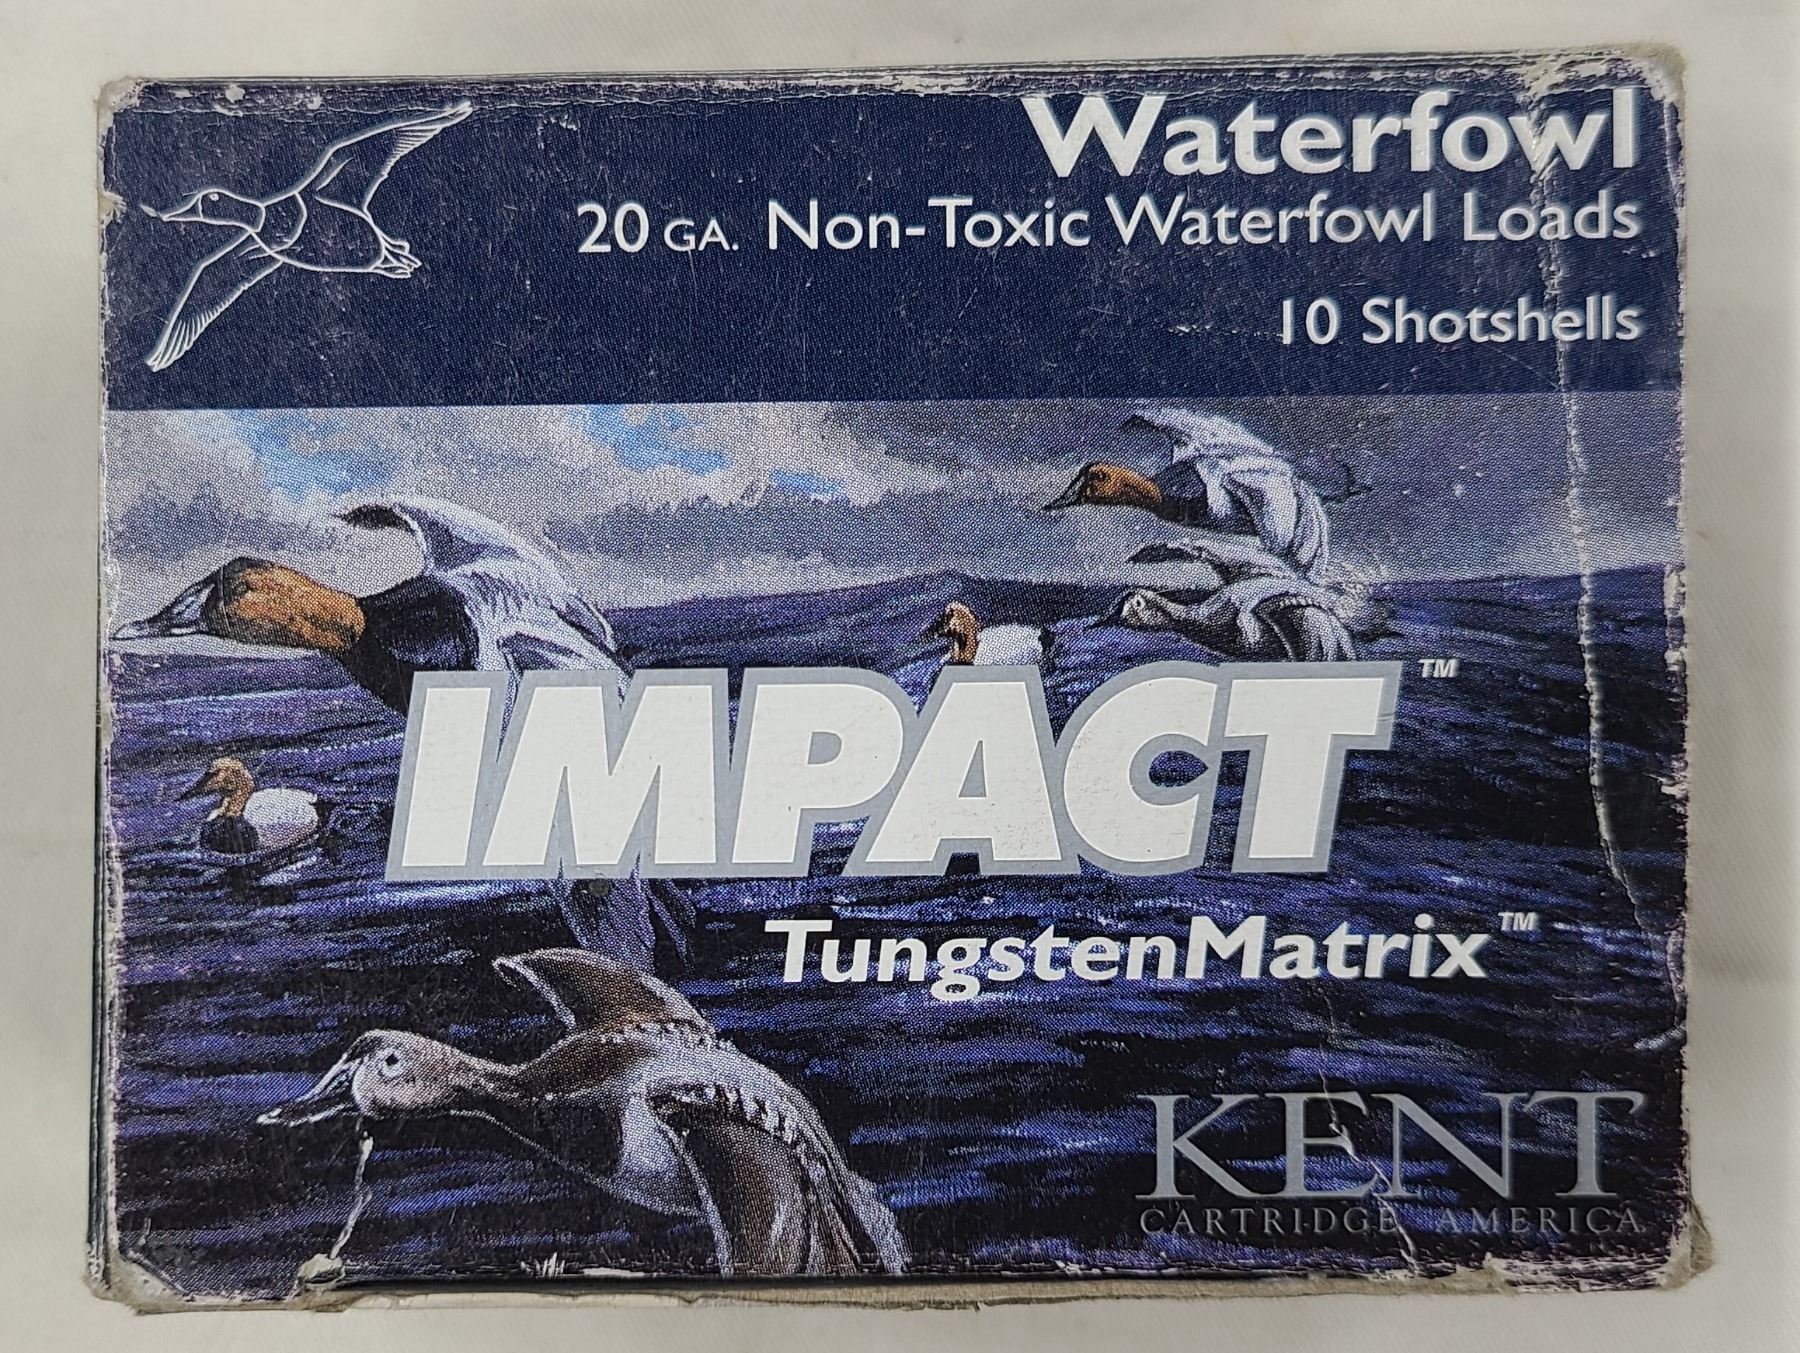 Waterfowl
20 GA. Non-Toxic Waterfowl Loads
10 Shotshells
IMPACT™
TungstenMatrix™
KENT
CARTRIDGE AMERICA